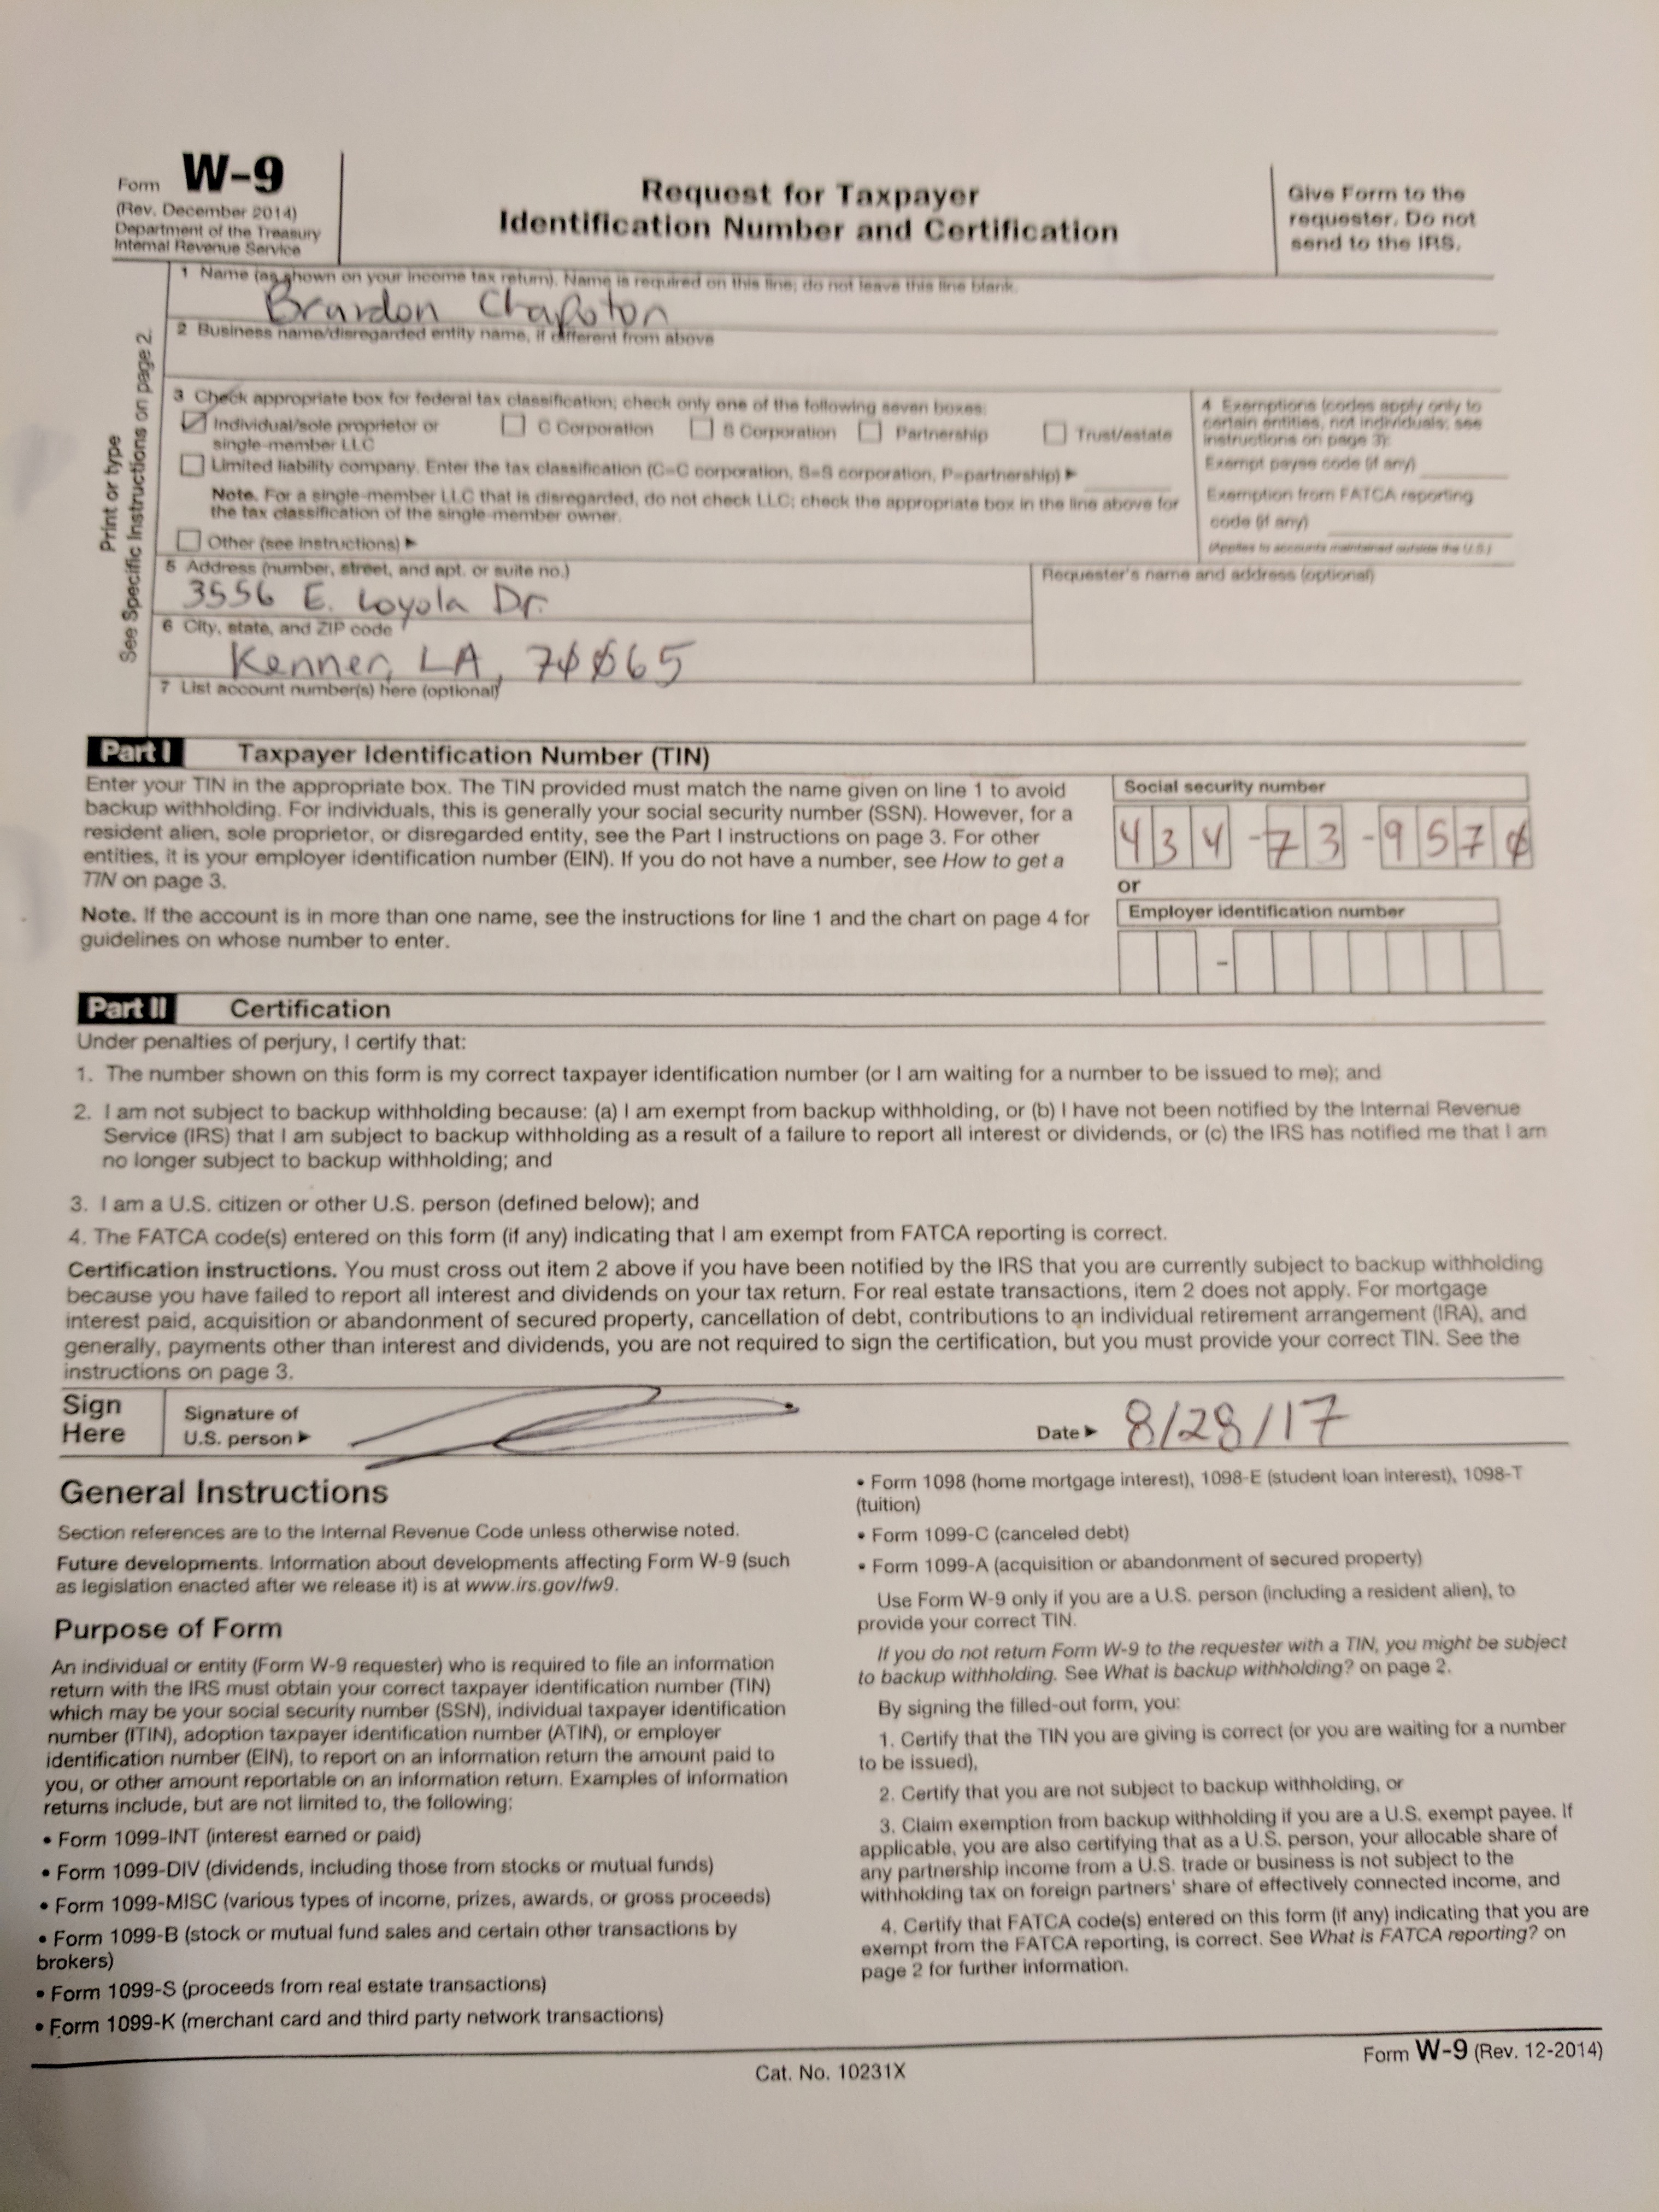 Form W-9
(Rev. December 2014)
Department of the Treasury
Internal Revenue Service
Request for Taxpayer
Identification Number and Certification
Give Form to the
requester. Do not
send to the IRS.
Print or type
See Specific Instructions on page 2.
1 Name (as shown on your income tax return). Name is required on this line; do not leave this line blank.
Brandon Chapoton
2 Business name/disregarded entity name, if different from above
3 Check appropriate box for federal tax classification; check only one of the following seven boxes:
Individual/sole proprietor or
single-member LLC
C Corporation
S Corporation
Partnership
Trust/estate
Limited liability company. Enter the tax classification (C=C corporation, S=S corporation, P=partnership) ▶
Note. For a single-member LLC that is disregarded, do not check LLC; check the appropriate box in the line above for
the tax classification of the single-member owner.
Other (see instructions) ▶
4 Exemptions (codes apply only to
certain entities, not individuals; see
instructions on page 3):
Exempt payee code (if any)
Exemption from FATCA reporting
code (if any)
(Applies to accounts maintained outside the U.S.)
5 Address (number, street, and apt. or suite no.)
3556 E. Loyola Dr.
Requester's name and address (optional)
6 City, state, and ZIP code
Kenner, LA, 70065
7 List account number(s) here (optional)
Part I Taxpayer Identification Number (TIN)
Enter your TIN in the appropriate box. The TIN provided must match the name given on line 1 to avoid
backup withholding. For individuals, this is generally your social security number (SSN). However, for a
resident alien, sole proprietor, or disregarded entity, see the Part I instructions on page 3. For other
entities, it is your employer identification number (EIN). If you do not have a number, see How to get a
TIN on page 3.
Note. If the account is in more than one name, see the instructions for line 1 and the chart on page 4 for
guidelines on whose number to enter.
Social security number
434-73-9570
or
Employer identification number
-
Part II Certification
Under penalties of perjury, I certify that:
1. The number shown on this form is my correct taxpayer identification number (or I am waiting for a number to be issued to me); and
2. I am not subject to backup withholding because: (a) I am exempt from backup withholding, or (b) I have not been notified by the Internal Revenue
Service (IRS) that I am subject to backup withholding as a result of a failure to report all interest or dividends, or (c) the IRS has notified me that I am
no longer subject to backup withholding; and
3. I am a U.S. citizen or other U.S. person (defined below); and
4. The FATCA code(s) entered on this form (if any) indicating that I am exempt from FATCA reporting is correct.
Certification instructions. You must cross out item 2 above if you have been notified by the IRS that you are currently subject to backup withholding
because you have failed to report all interest and dividends on your tax return. For real estate transactions, item 2 does not apply. For mortgage
interest paid, acquisition or abandonment of secured property, cancellation of debt, contributions to an individual retirement arrangement (IRA), and
generally, payments other than interest and dividends, you are not required to sign the certification, but you must provide your correct TIN. See the
instructions on page 3.
Sign
Here
Signature of
U.S. person ▶
Date ▶ 8/28/17
General Instructions
Section references are to the Internal Revenue Code unless otherwise noted.
Future developments. Information about developments affecting Form W-9 (such
as legislation enacted after we release it) is at www.irs.gov/fw9.
Purpose of Form
An individual or entity (Form W-9 requester) who is required to file an information
return with the IRS must obtain your correct taxpayer identification number (TIN)
which may be your social security number (SSN), individual taxpayer identification
number (ITIN), adoption taxpayer identification number (ATIN), or employer
identification number (EIN), to report on an information return the amount paid to
you, or other amount reportable on an information return. Examples of information
returns include, but are not limited to, the following:
• Form 1099-INT (interest earned or paid)
• Form 1099-DIV (dividends, including those from stocks or mutual funds)
• Form 1099-MISC (various types of income, prizes, awards, or gross proceeds)
• Form 1099-B (stock or mutual fund sales and certain other transactions by
brokers)
• Form 1099-S (proceeds from real estate transactions)
• Form 1099-K (merchant card and third party network transactions)
• Form 1098 (home mortgage interest), 1098-E (student loan interest), 1098-T
(tuition)
• Form 1099-C (canceled debt)
• Form 1099-A (acquisition or abandonment of secured property)
Use Form W-9 only if you are a U.S. person (including a resident alien), to
provide your correct TIN.
If you do not return Form W-9 to the requester with a TIN, you might be subject
to backup withholding. See What is backup withholding? on page 2.
By signing the filled-out form, you:
1. Certify that the TIN you are giving is correct (or you are waiting for a number
to be issued),
2. Certify that you are not subject to backup withholding, or
3. Claim exemption from backup withholding if you are a U.S. exempt payee. If
applicable, you are also certifying that as a U.S. person, your allocable share of
any partnership income from a U.S. trade or business is not subject to the
withholding tax on foreign partners' share of effectively connected income, and
4. Certify that FATCA code(s) entered on this form (if any) indicating that you are
exempt from the FATCA reporting, is correct. See What is FATCA reporting? on
page 2 for further information.
Cat. No. 10231X
Form W-9 (Rev. 12-2014)